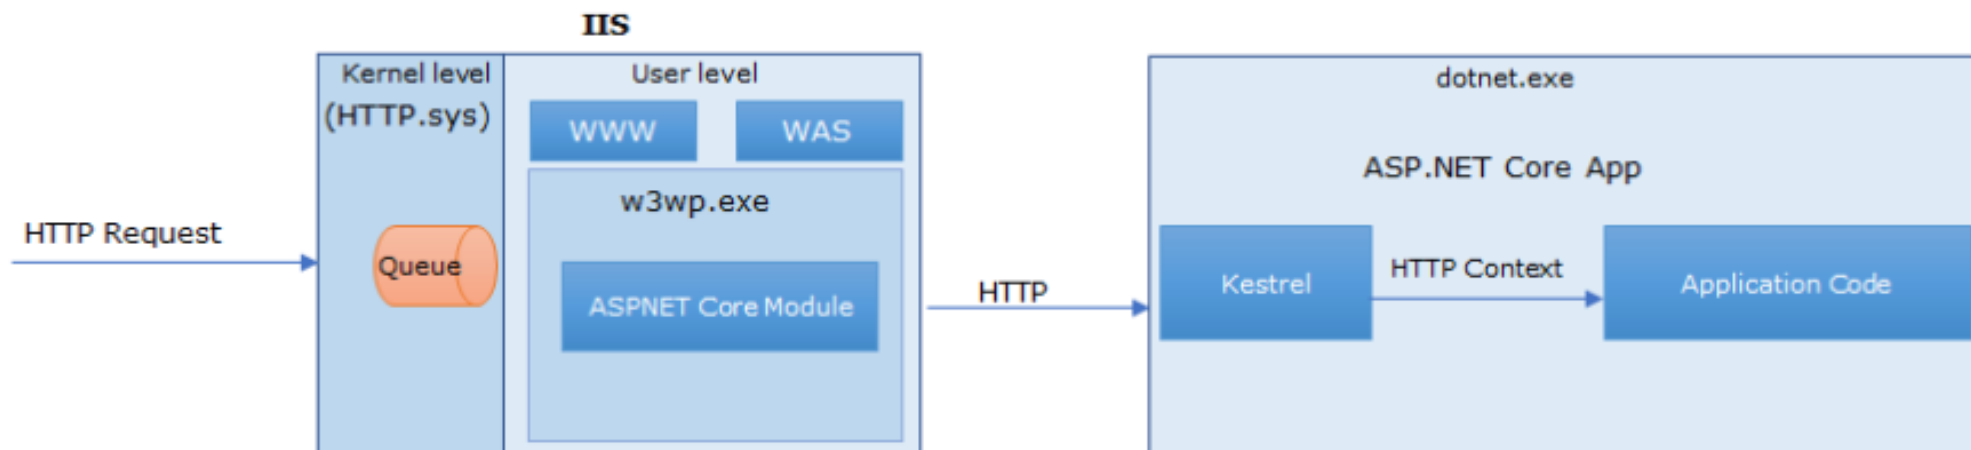 IIS
Kernel level
(HTTP.sys)
User level
WWW
WAS
w3wp.exe
HTTP Request
Queue
ASPNET Core Module
HTTP
dotnet.exe
ASP.NET Core App
Kestrel
HTTP Context
Application Code